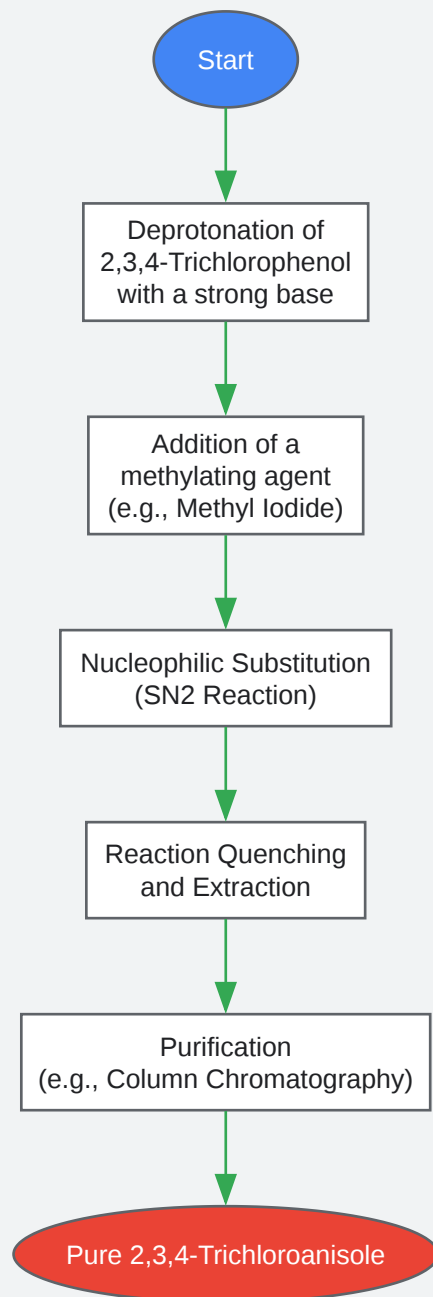 Start
Deprotonation of
2,3,4-Trichlorophenol
with a strong base
Addition of a
methylating agent
(e.g., Methyl Iodide)
Nucleophilic Substitution
(SN2 Reaction)
Reaction Quenching
and Extraction
Purification
(e.g., Column Chromatography)
Pure 2,3,4-Trichloroanisole